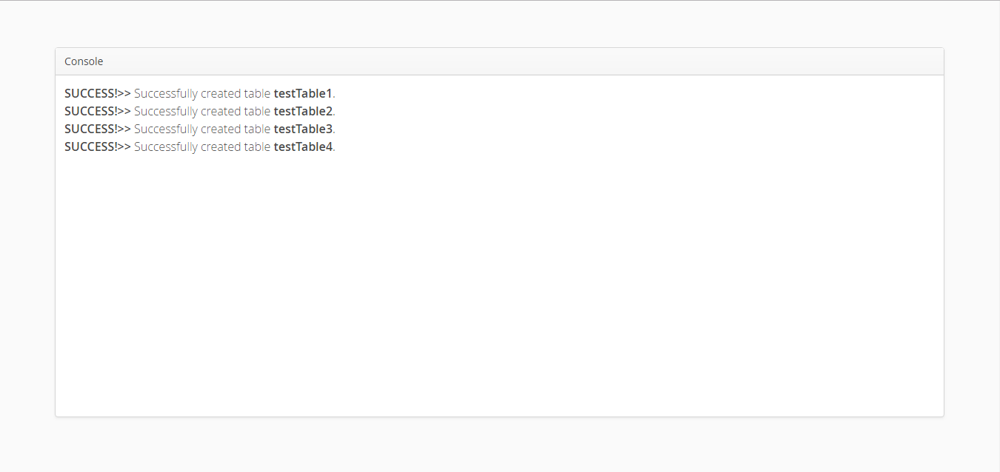 Console
SUCCESS!>> Successfully created table testTable1.
SUCCESS!>> Successfully created table testTable2.
SUCCESS!>> Successfully created table testTable3.
SUCCESS!>> Successfully created table testTable4.